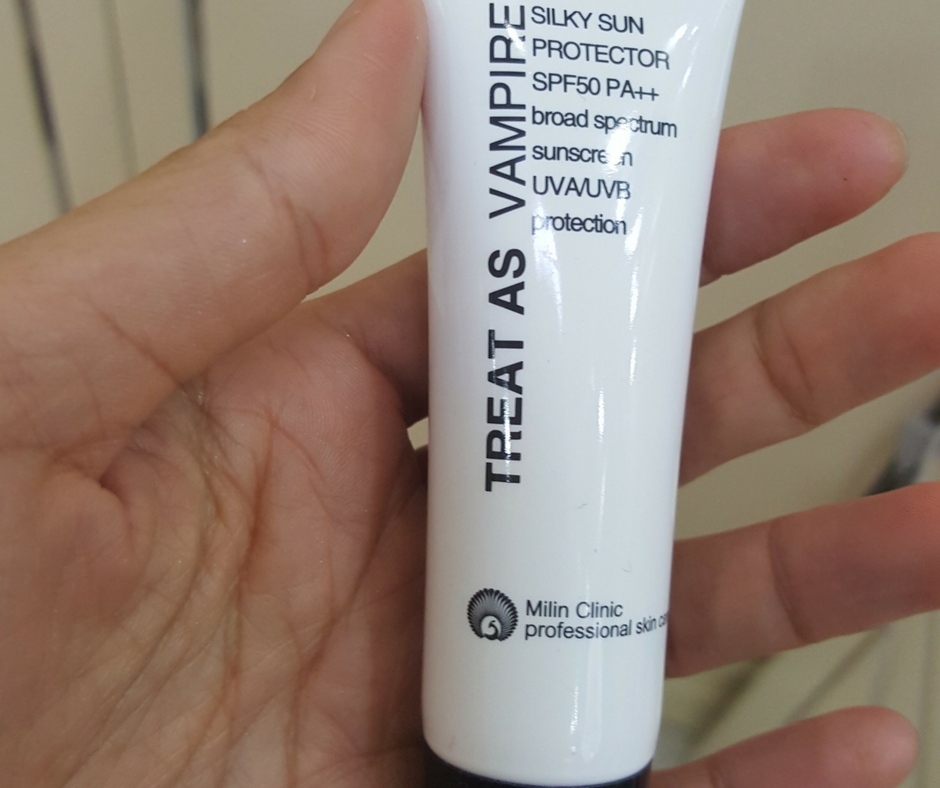 TREAT AS VAMPIRE
SILKY SUN
PROTECTOR
SPF50 PA++
broad spectrum
sunscreen
UVA/UVB
protection
Milin Clinic
professional skin